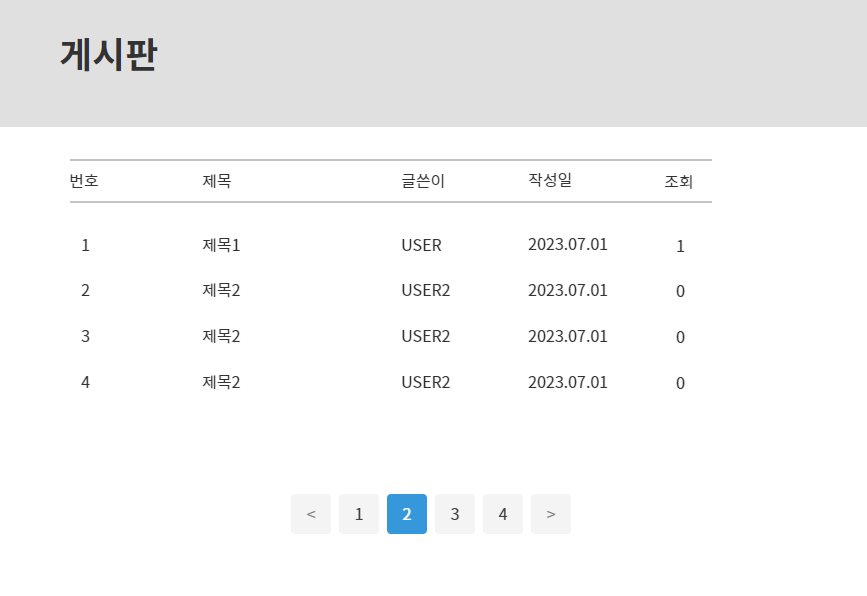 게시판
번호 제목 글쓴이 작성일 조회
1 제목1 USER 2023.07.01 1
2 제목2 USER2 2023.07.01 0
3 제목2 USER2 2023.07.01 0
4 제목2 USER2 2023.07.01 0
< 1 2 3 4 >